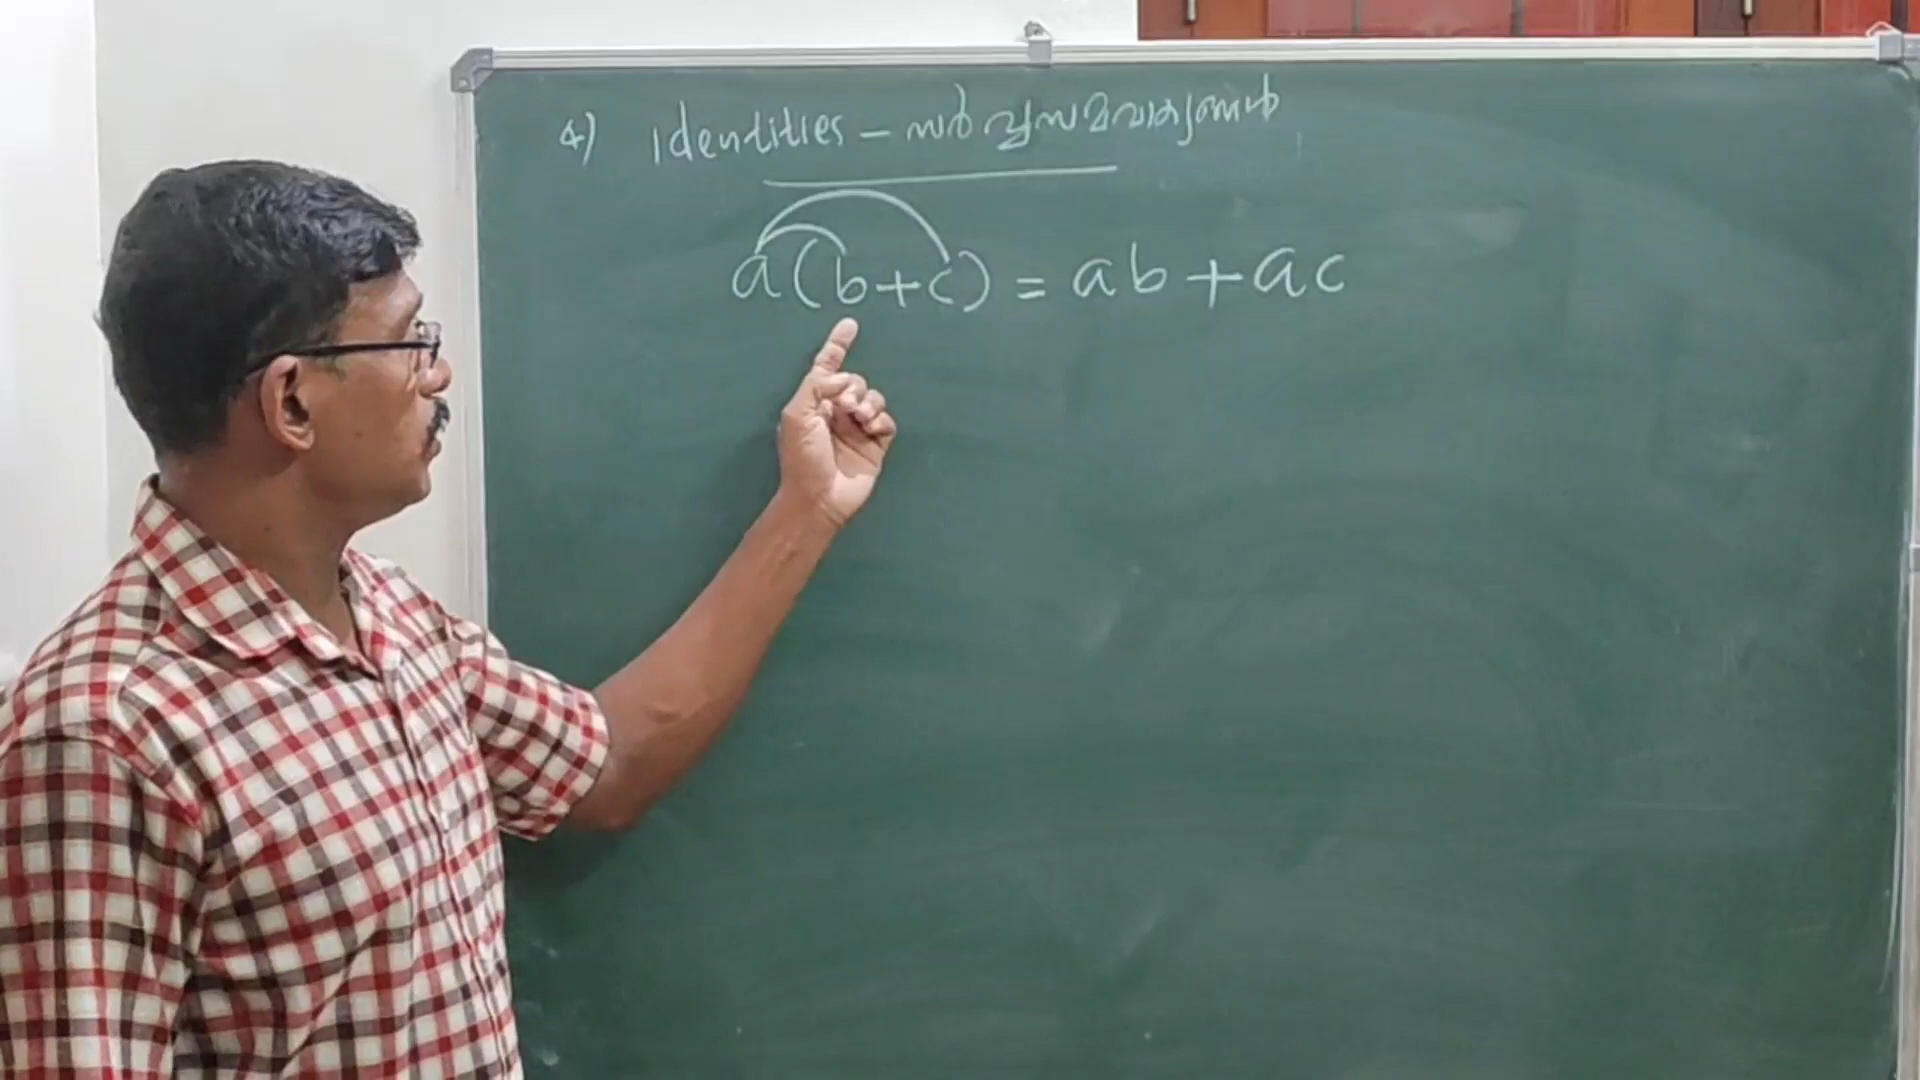 4) Identities – സർവ്വസമവാക്യങ്ങൾ
a(b+c) = ab + ac